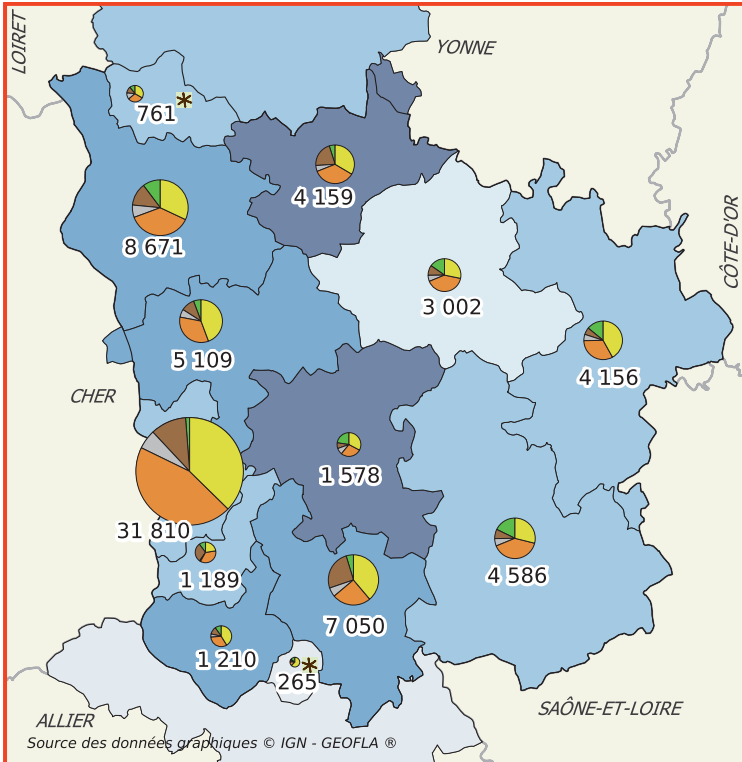 LOIRET
YONNE
761 *
4 159
8 671
CÔTE-D'OR
3 002
5 109
4 156
CHER
1 578
31 810
1 189
4 586
7 050
1 210
265 *
SAÔNE-ET-LOIRE
ALLIER
Source des données graphiques © IGN - GEOFLA ®